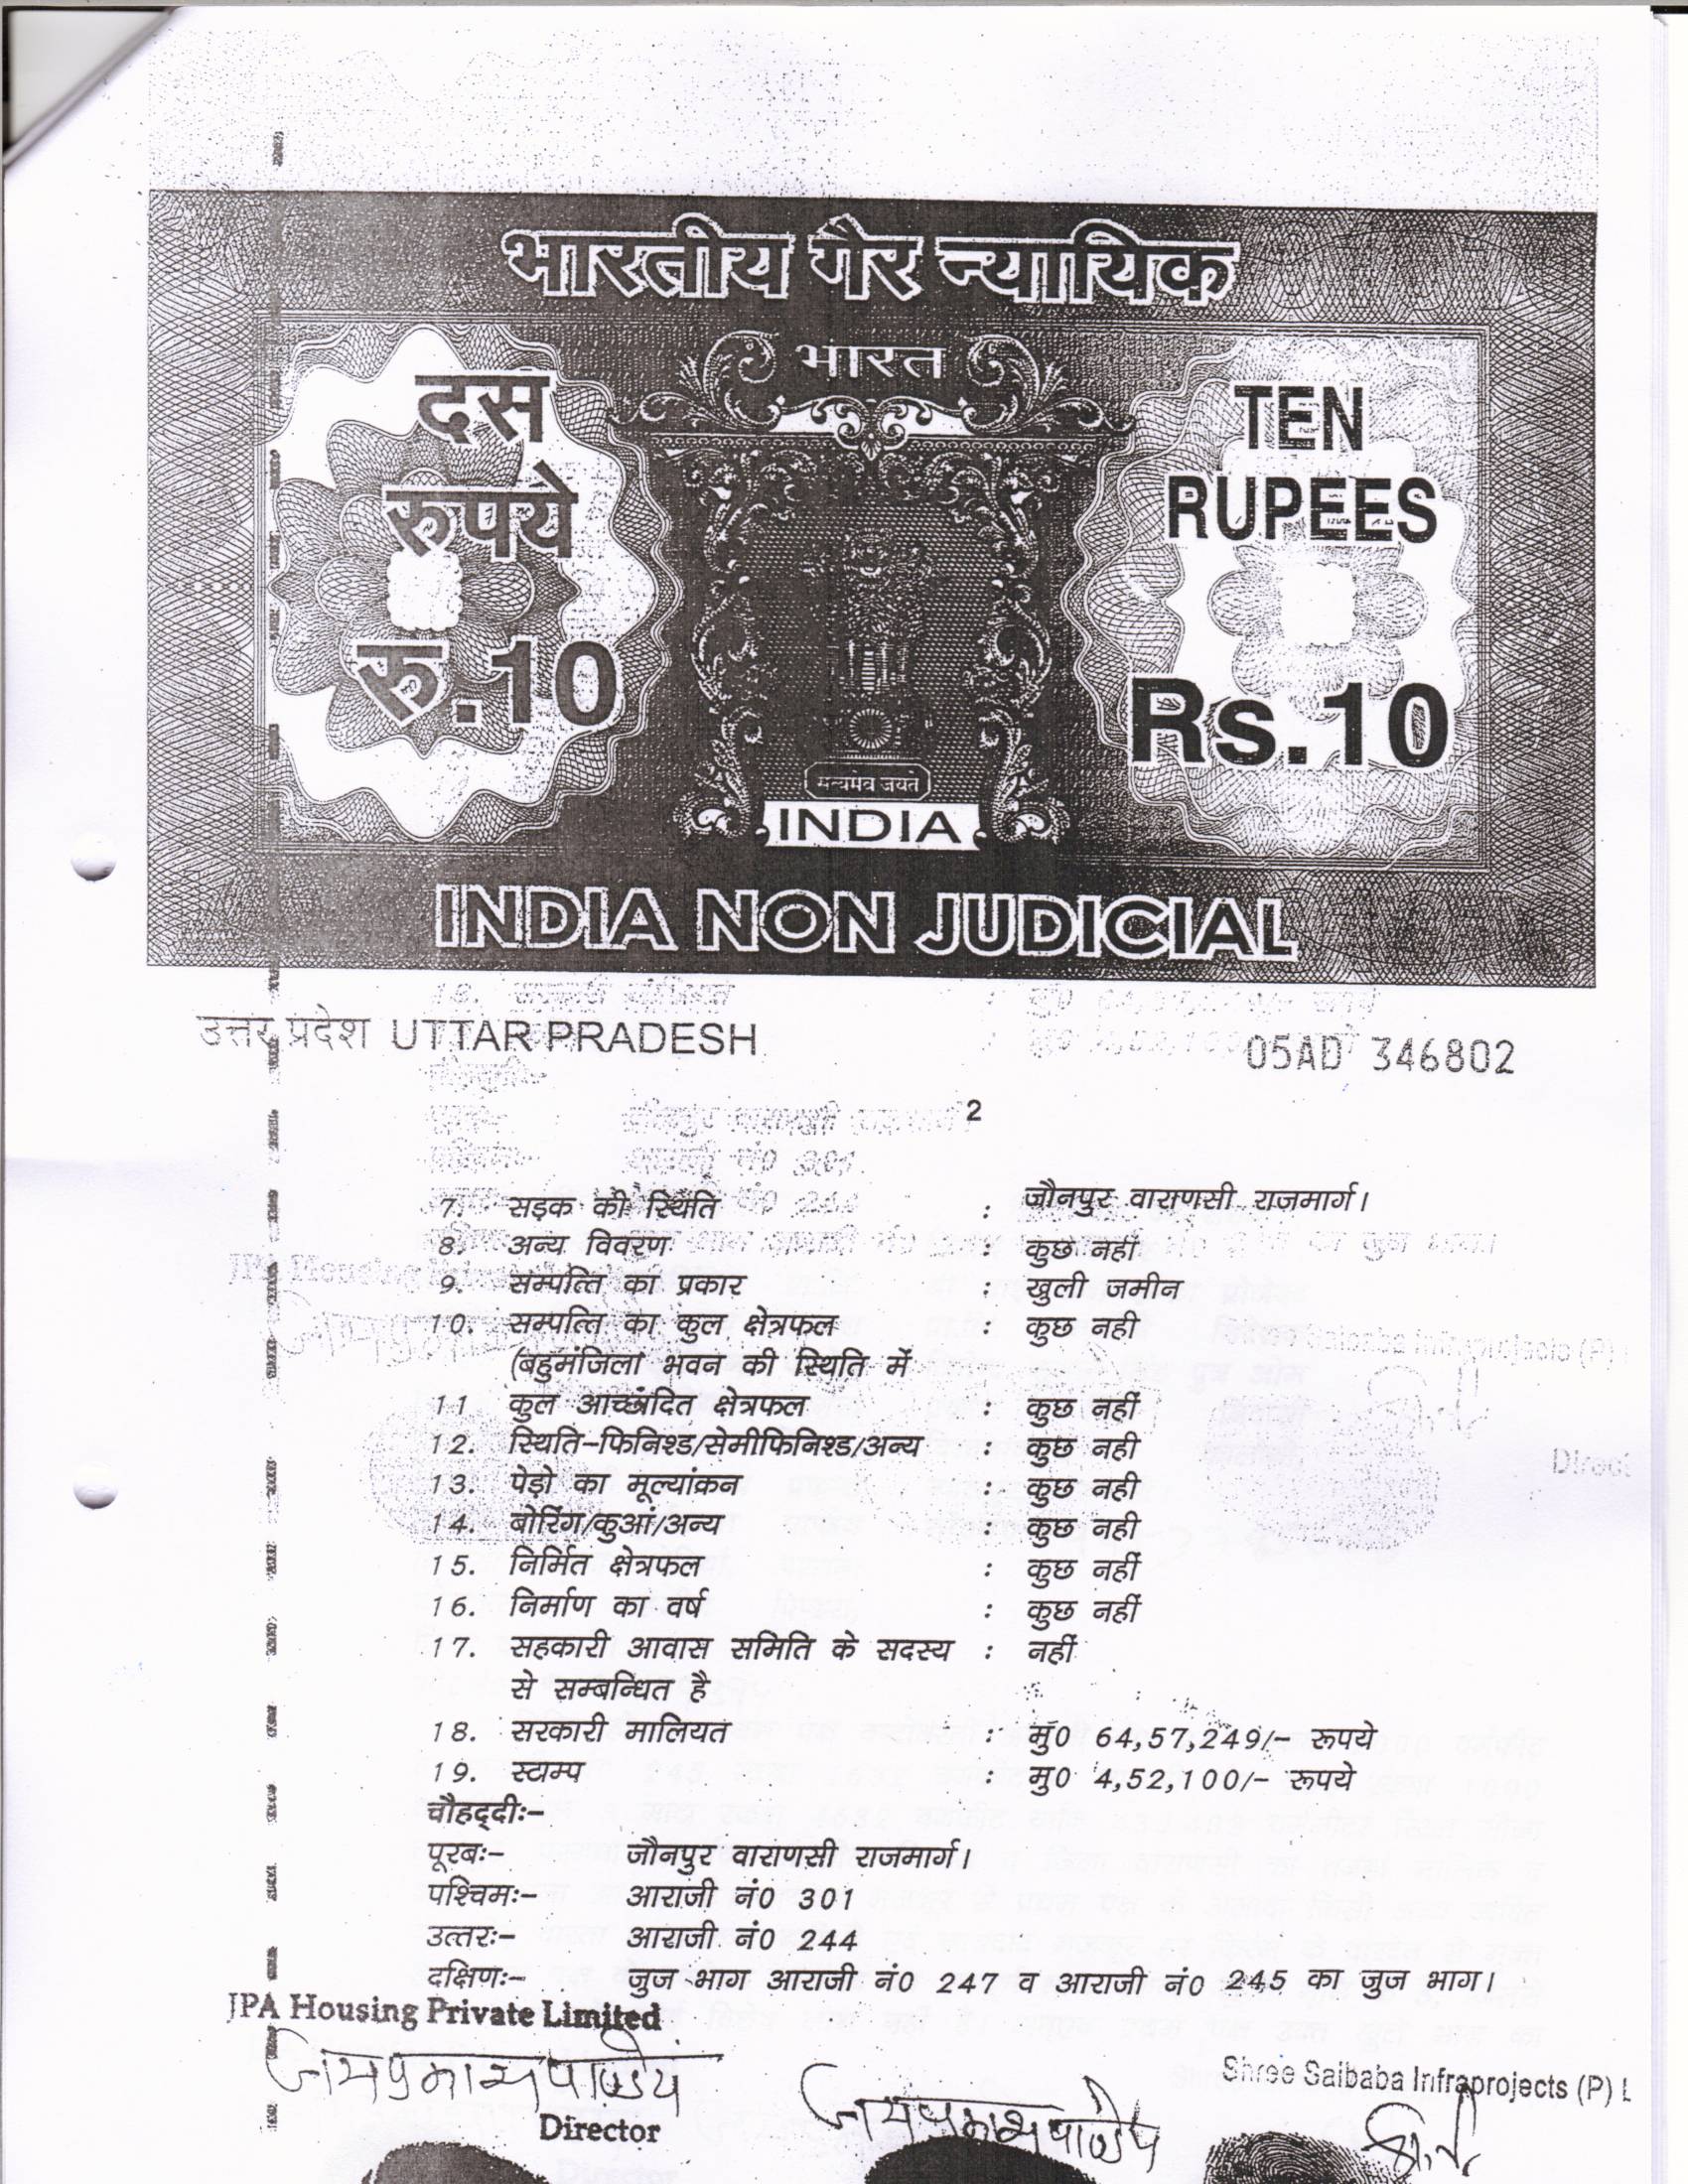 भारतीय गैर न्यायिक
भारत
दस
रुपये
रु.10
TEN
RUPEES
Rs.10
सत्यमेव जयते
INDIA
INDIA NON JUDICIAL
उत्तर प्रदेश UTTAR PRADESH
05AD 346802
2
7. सड़क की स्थिति : जौनपुर वाराणसी राजमार्ग।
8. अन्य विवरण : कुछ नहीं
9. सम्पत्ति का प्रकार : खुली जमीन
10. सम्पत्ति का कुल क्षेत्रफल : कुछ नही
(बहुमंजिला भवन की स्थिति में
11 कुल आच्छादित क्षेत्रफल : कुछ नहीं
12. स्थिति-फिनिश्ड/सेमीफिनिश्ड/अन्य : कुछ नही
13. पेड़ो का मूल्यांकन : कुछ नही
14. बोरिंग/कुआं/अन्य : कुछ नही
15. निर्मित क्षेत्रफल : कुछ नहीं
16. निर्माण का वर्ष : कुछ नहीं
17. सहकारी आवास समिति के सदस्य : नहीं
से सम्बन्धित है
18. सरकारी मालियत : मु0 64,57,249/- रूपये
19. स्टाम्प : मु0 4,52,100/- रूपये
चौहद्दीः-
पूरबः- जौनपुर वाराणसी राजमार्ग।
पश्चिमः- आराजी नं0 301
उत्तरः- आराजी नं0 244
दक्षिणः- जुज भाग आराजी नं0 247 व आराजी नं0 245 का जुज भाग।
JPA Housing Private Limited
जयप्रकाश पाण्डेय
Director
जयप्रकाश पाण्डेय
Shree Saibaba Infraprojects (P) L